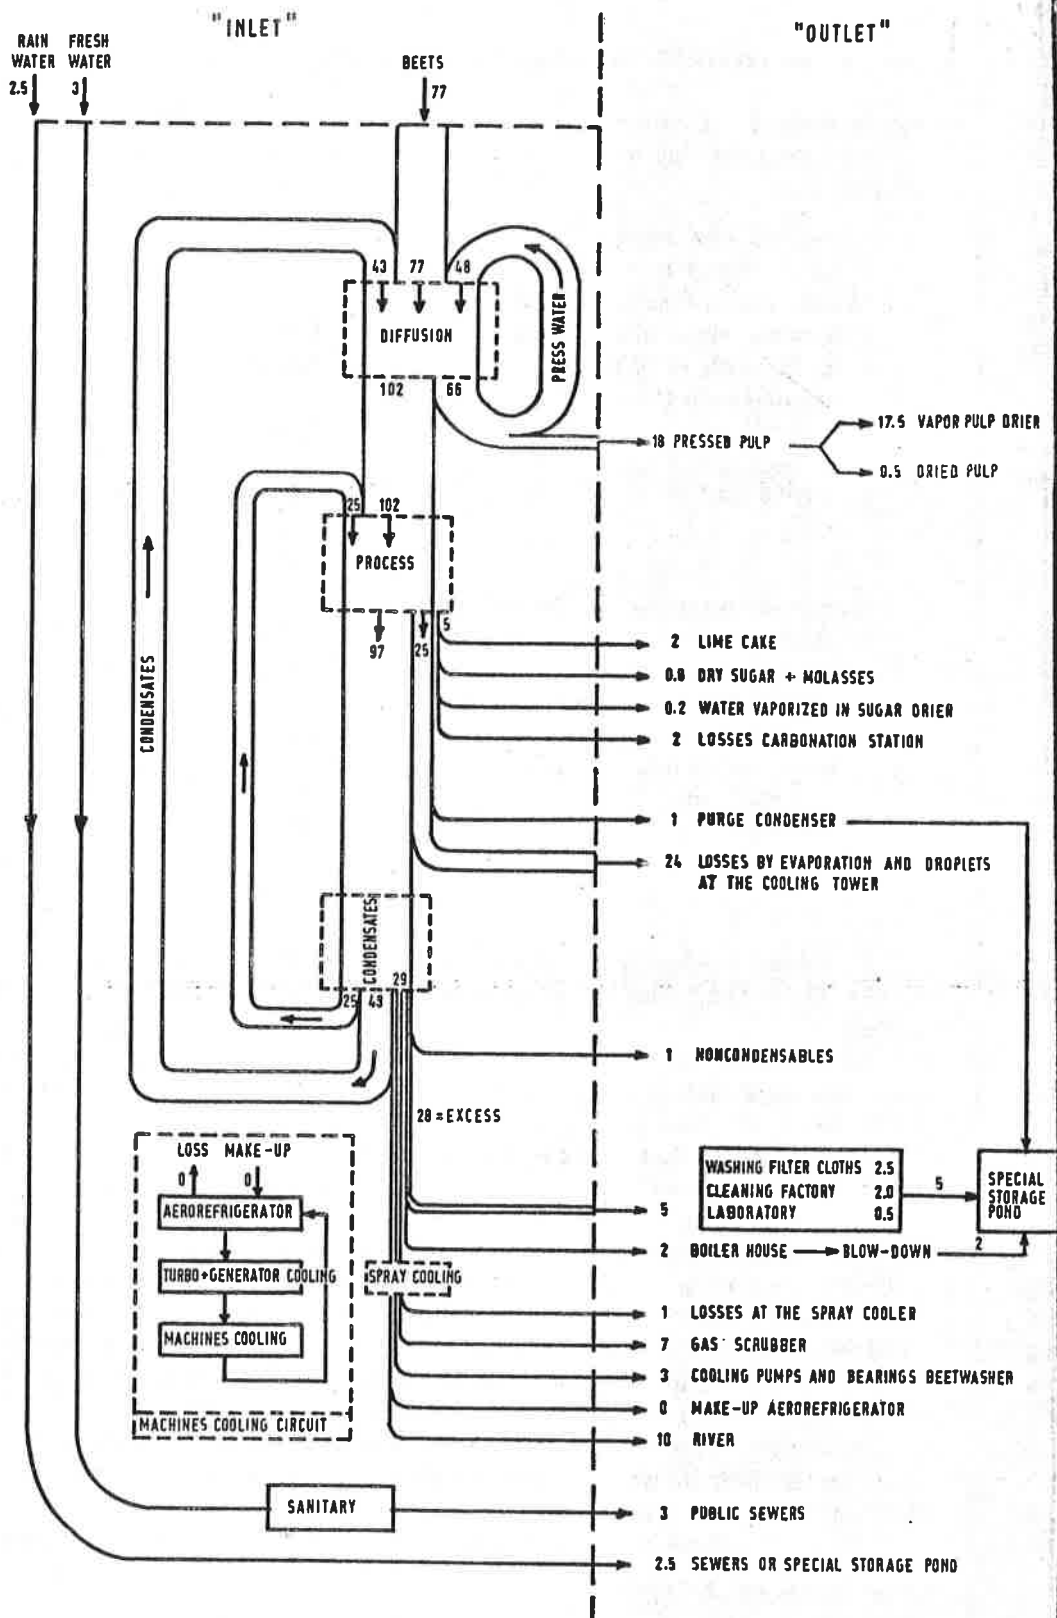 "INLET"
"OUTLET"
RAIN WATER
2.5
FRESH WATER
3
BEETS
77
43 77 48
DIFFUSION
102 66
PRESS WATER
18 PRESSED PULP
17.5 VAPOR PULP DRIER
0.5 DRIED PULP
25 102
PROCESS
97 25 5
2 LIME CAKE
0.8 DRY SUGAR + MOLASSES
0.2 WATER VAPORIZED IN SUGAR DRIER
2 LOSSES CARBONATION STATION
CONDENSATES
1 PURGE CONDENSER
24 LOSSES BY EVAPORATION AND DROPLETS
AT THE COOLING TOWER
CONDENSATES
29
25 43
1 NONCONDENSABLES
28 = EXCESS
LOSS MAKE-UP
0 0
AEROREFRIGERATOR
TURBO+GENERATOR COOLING
MACHINES COOLING
MACHINES COOLING CIRCUIT
WASHING FILTER CLOTHS 2.5
CLEANING FACTORY 2.0
LABORATORY 0.5
5
SPECIAL
STORAGE
POND
5
2 BOILER HOUSE BLOW-DOWN 2
SPRAY COOLING
1 LOSSES AT THE SPRAY COOLER
7 GAS SCRUBBER
3 COOLING PUMPS AND BEARINGS BEETWASHER
0 MAKE-UP AEROREFRIGERATOR
10 RIVER
SANITARY
3 PUBLIC SEWERS
2.5 SEWERS OR SPECIAL STORAGE POND